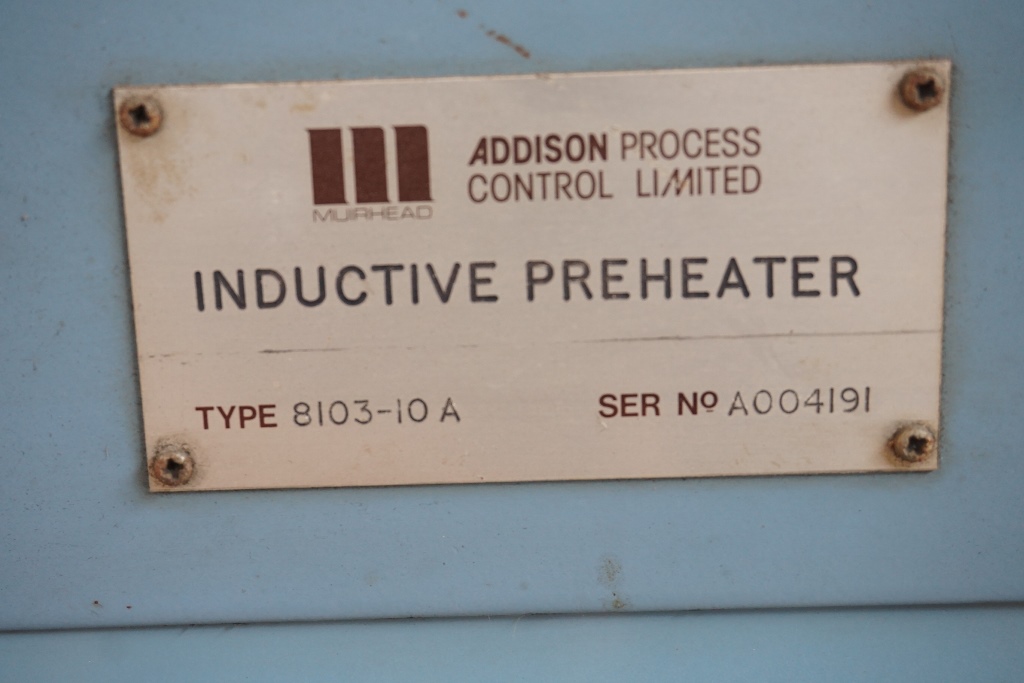 MUIRHEAD
ADDISON PROCESS
CONTROL LIMITED
INDUCTIVE PREHEATER
TYPE 8103-10 A
SER Nº A004191